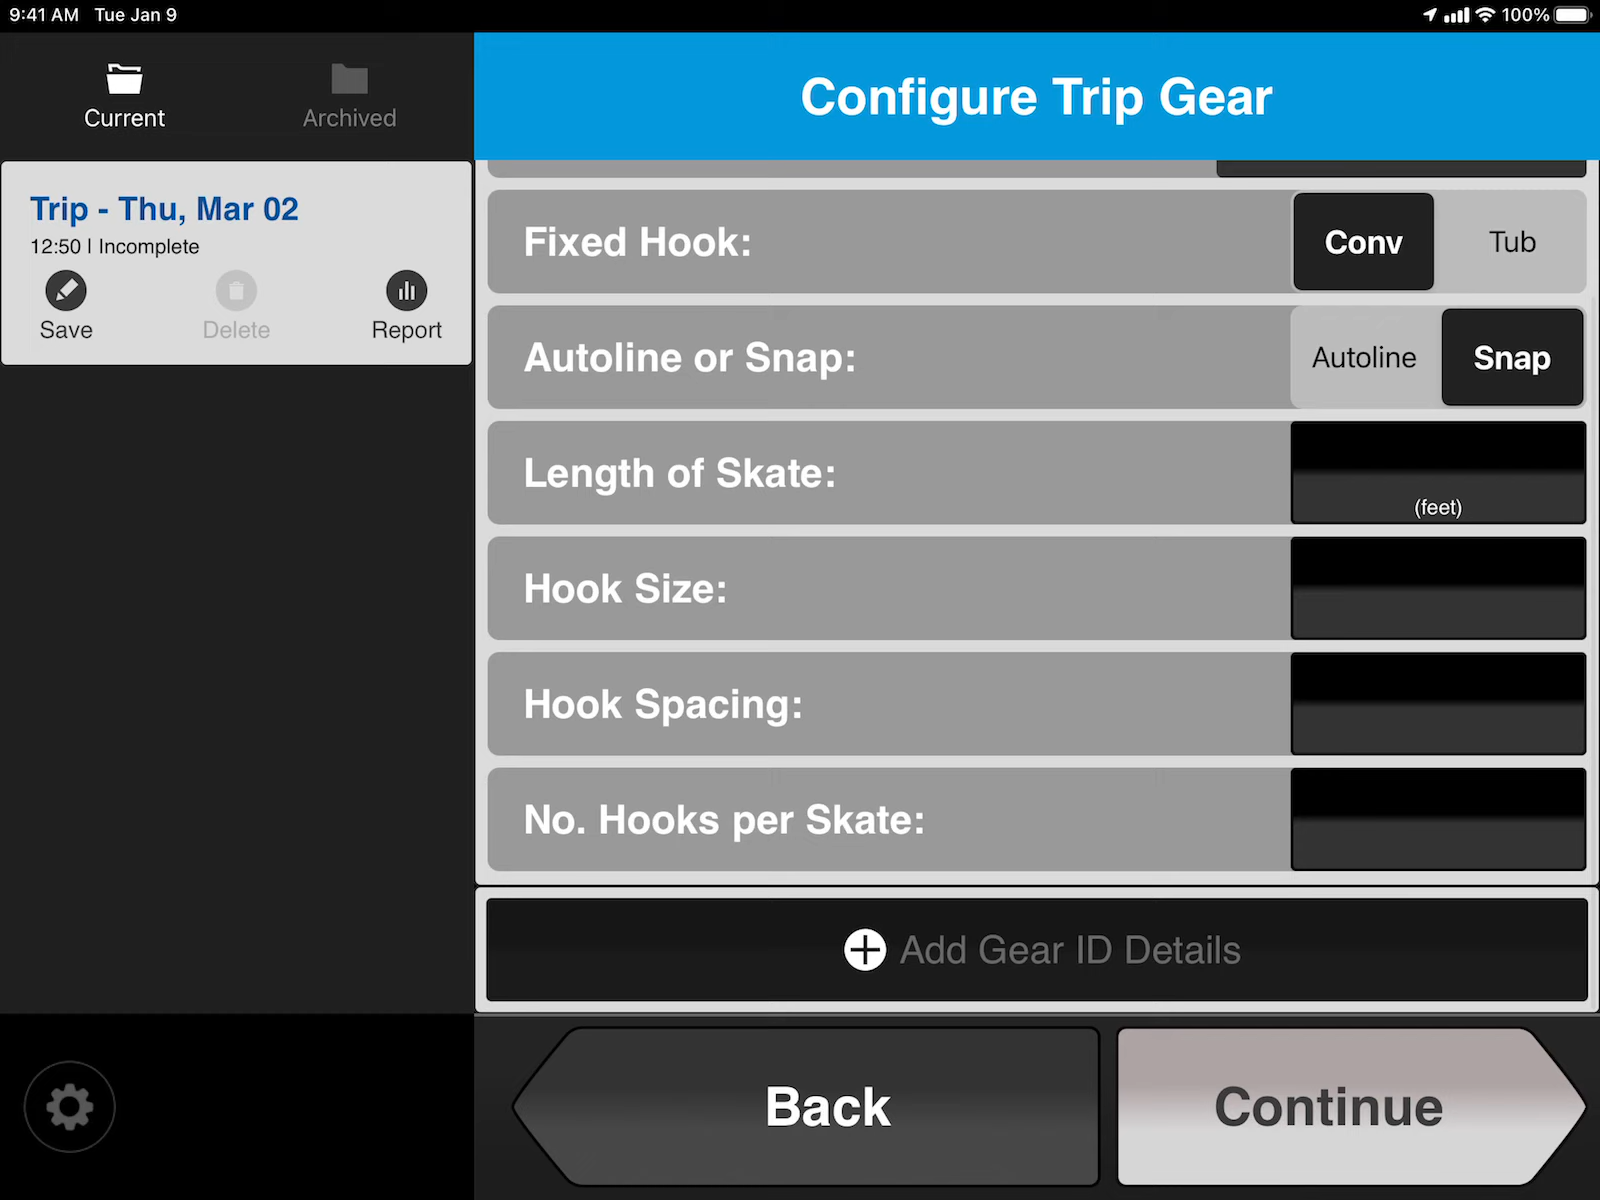 9:41 AM Tue Jan 9
100%
Current
Archived
Configure Trip Gear
Trip - Thu, Mar 02
12:50 | Incomplete
Save
Delete
Report
Fixed Hook:
Conv
Tub
Autoline or Snap:
Autoline
Snap
Length of Skate:
(feet)
Hook Size:
Hook Spacing:
No. Hooks per Skate:
Add Gear ID Details
Back
Continue